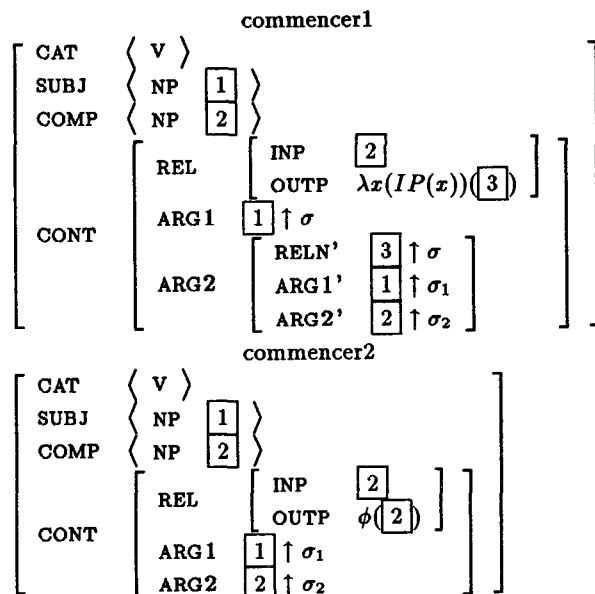 commencer1
CAT ⟨ V ⟩
SUBJ ⟨ NP 1 ⟩
COMP ⟨ NP 2 ⟩
CONT
REL
INP 2
OUTP λx(IP(x))(3)
ARG1 1 ↑ σ
ARG2
RELN' 3 ↑ σ
ARG1' 1 ↑ σ₁
ARG2' 2 ↑ σ₂
commencer2
CAT ⟨ V ⟩
SUBJ ⟨ NP 1 ⟩
COMP ⟨ NP 2 ⟩
CONT
REL
INP 2
OUTP ϕ(2)
ARG1 1 ↑ σ₁
ARG2 2 ↑ σ₂